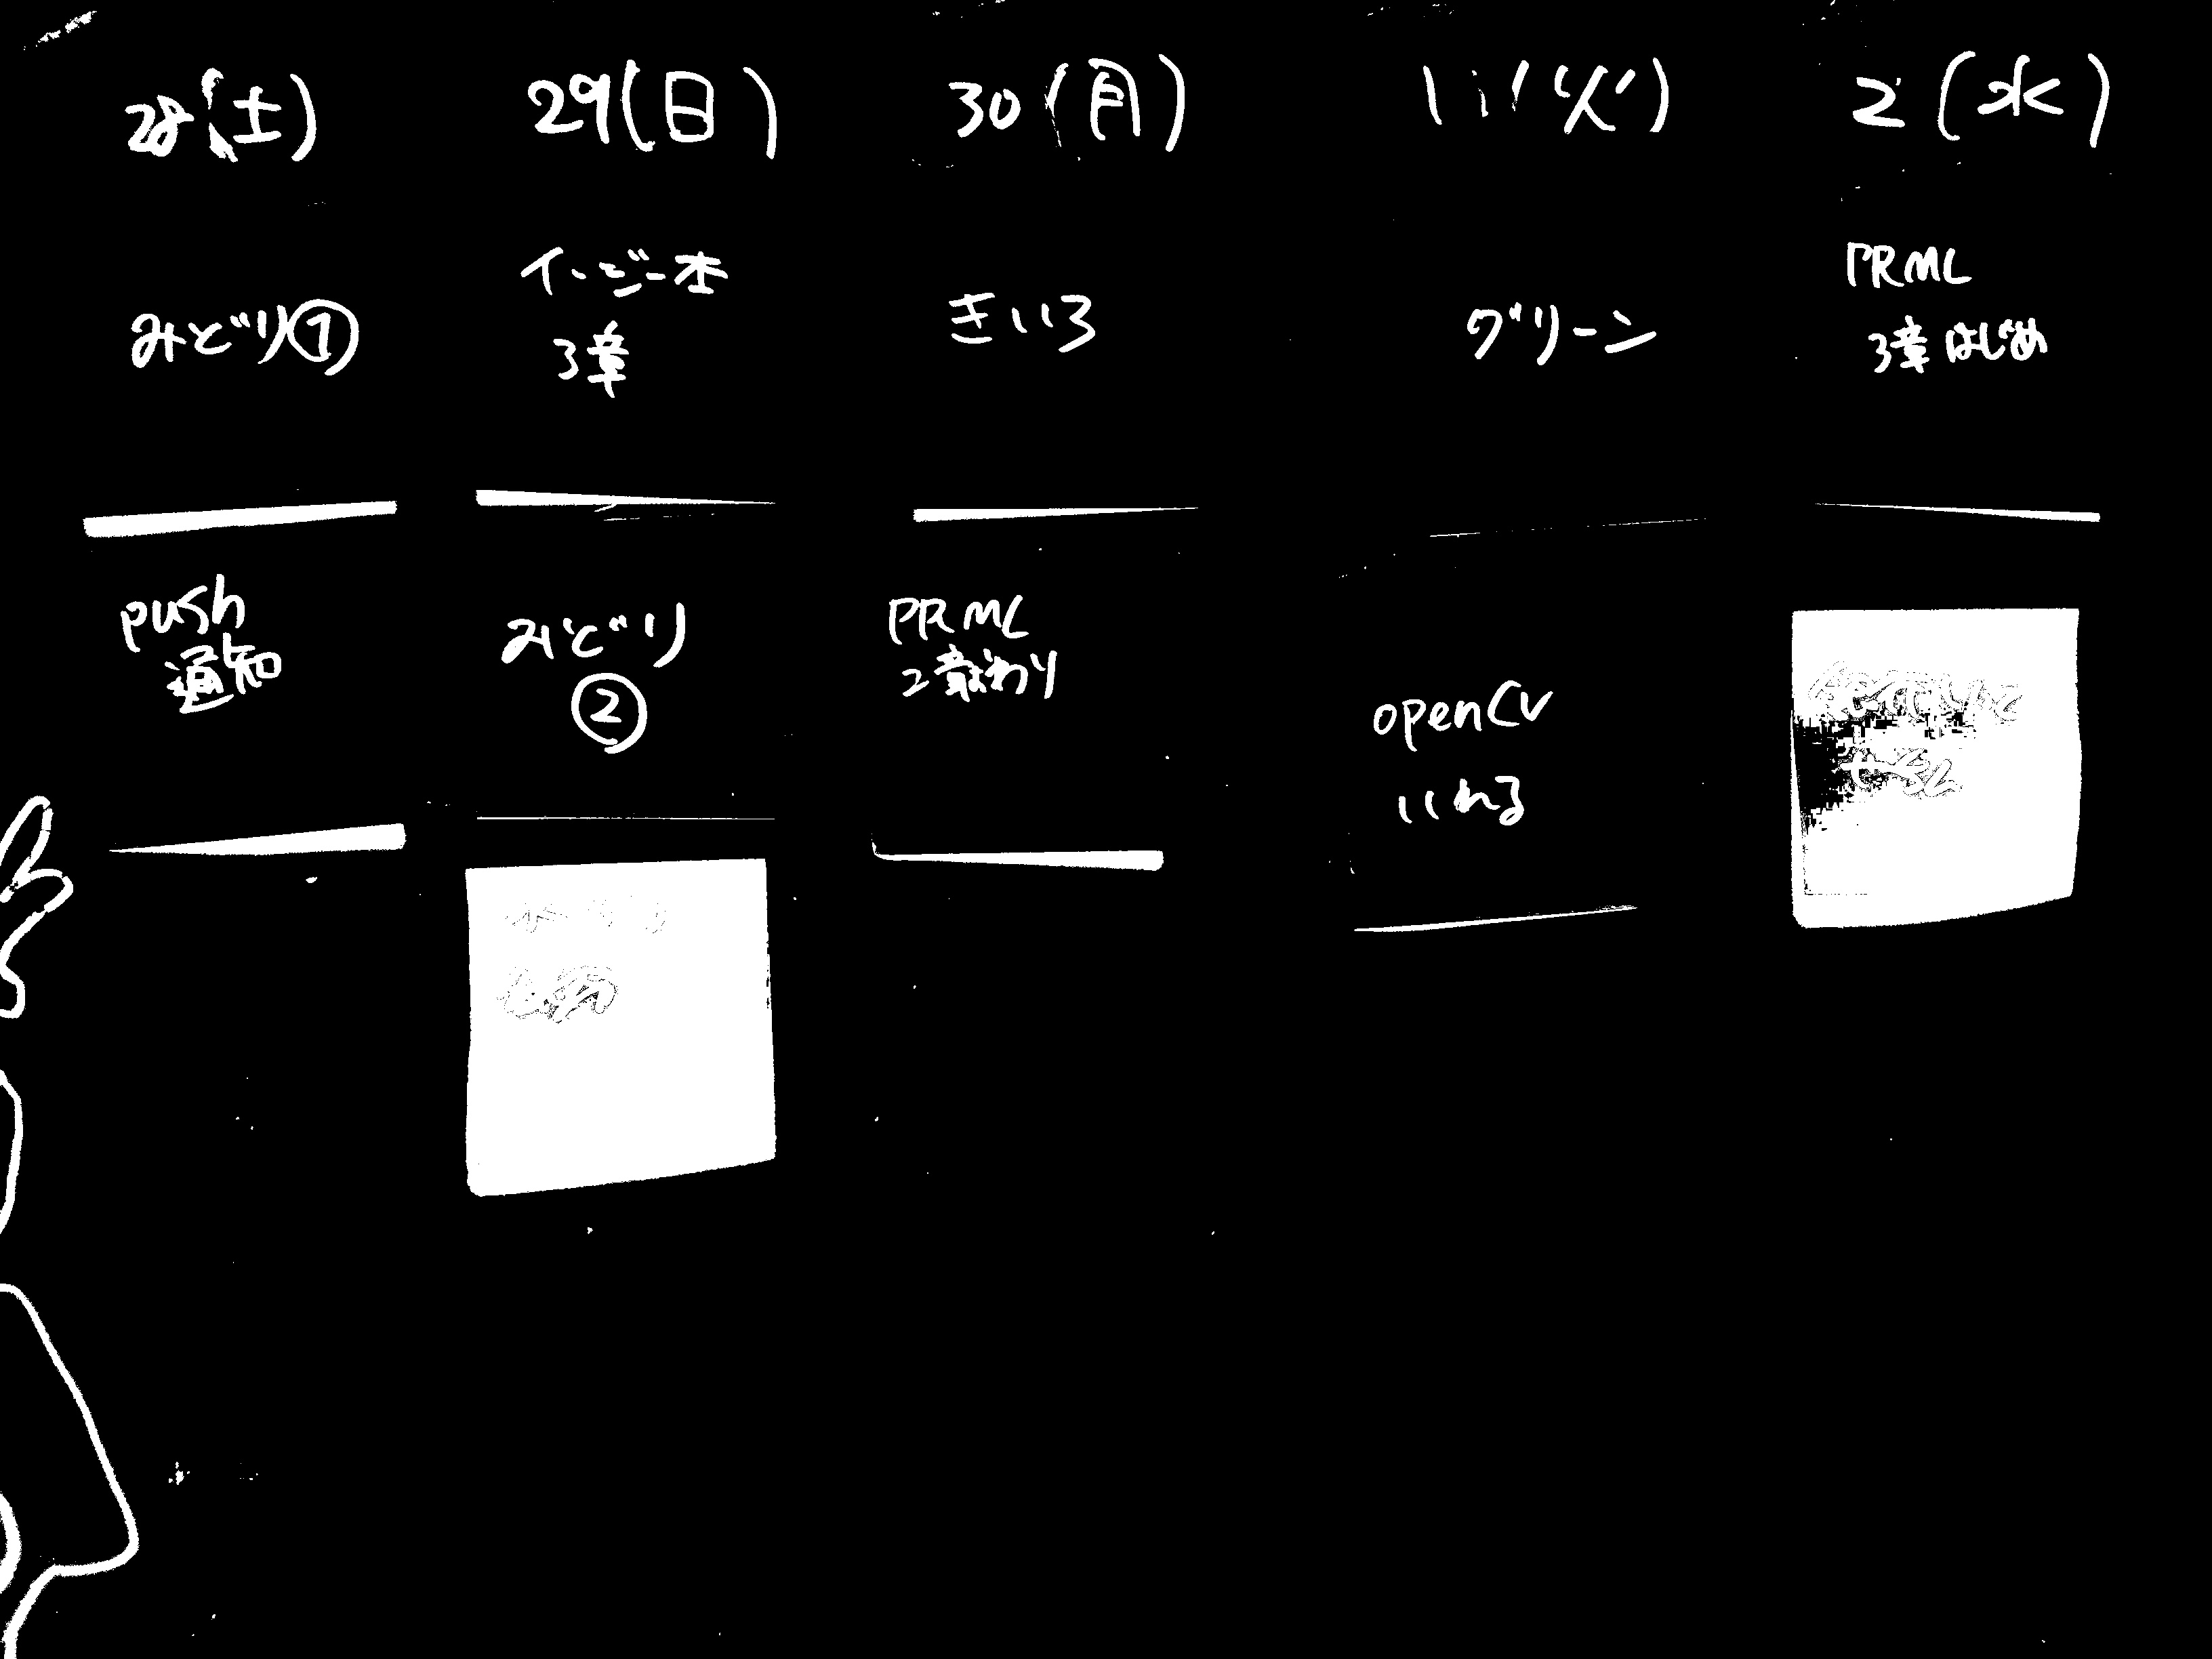 28(土)
29(日)
30(月)
1 (火)
2(水)
みどり①
イージー本
3章
きいろ
グリーン
PRML
3章はじめ
push
通知
みどり
②
PRML
2章おわり
openCV
いれる